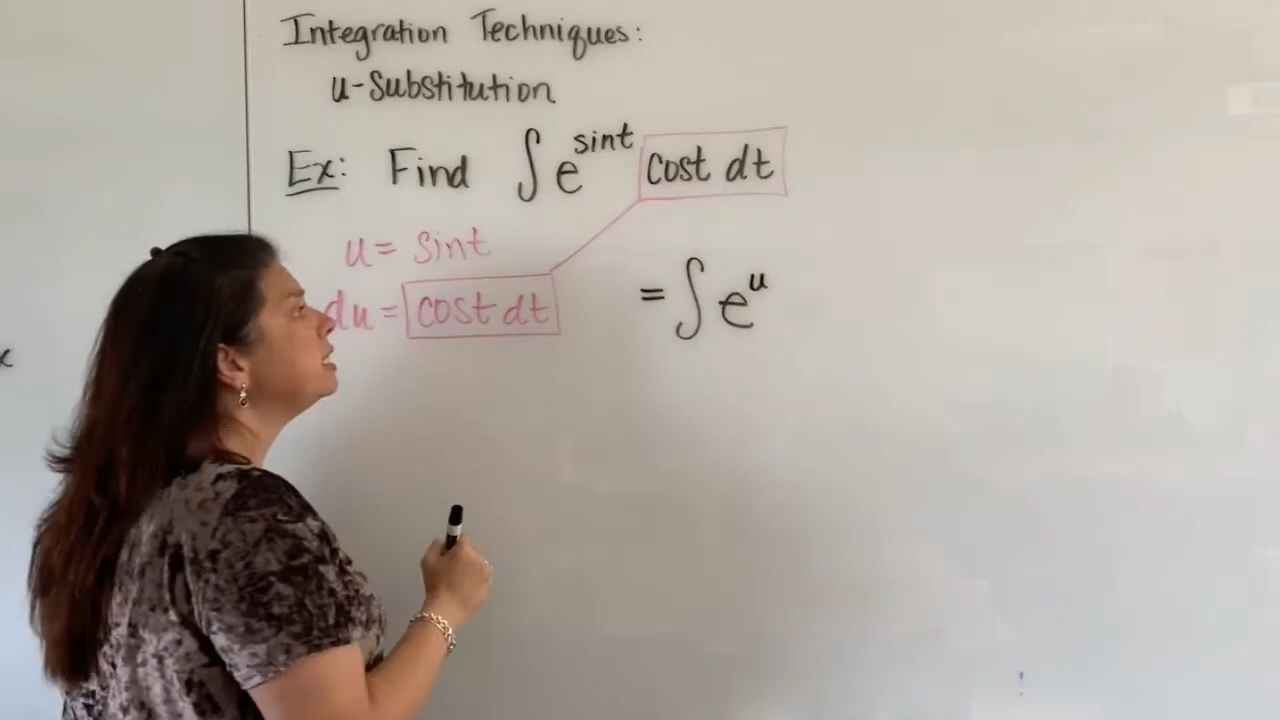 Integration Techniques:
u-Substitution
Ex: Find ∫ e^sint cost dt
u = sint
du = cost dt
= ∫ e^u